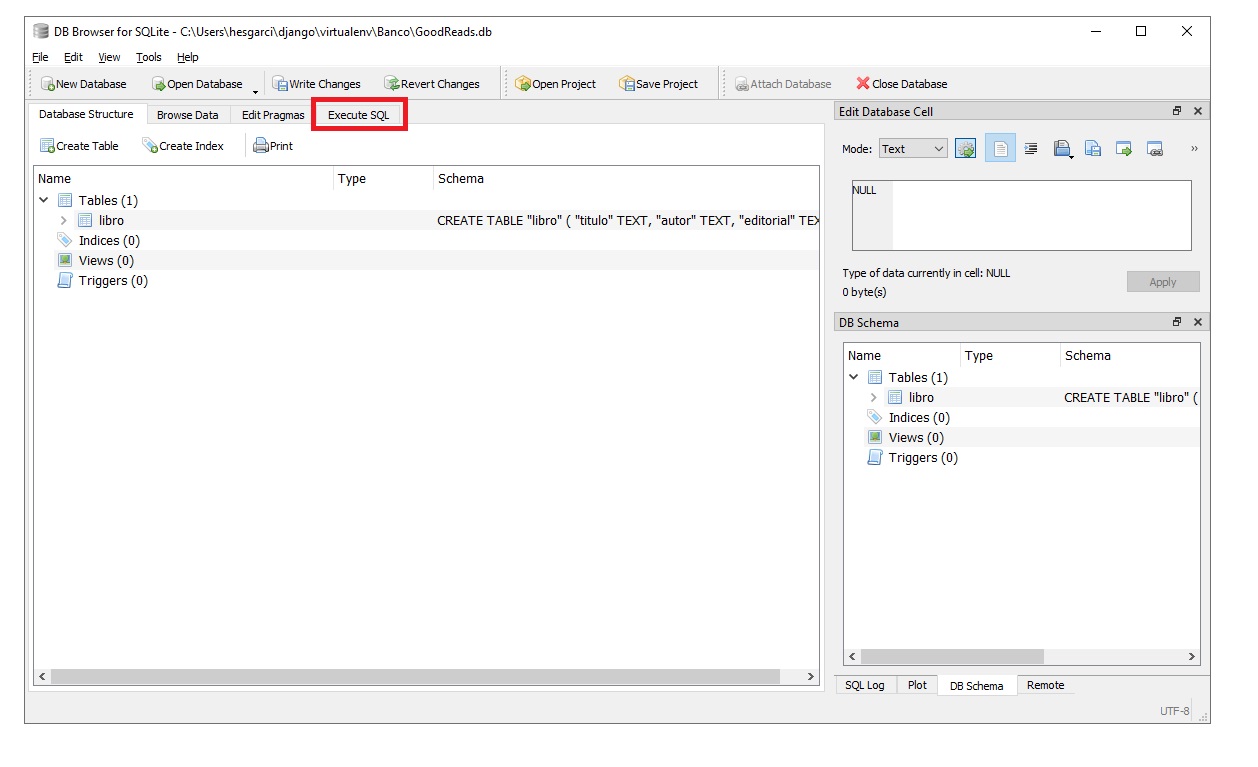 DB Browser for SQLite - C:\Users\hesgarci\django\virtualenv\Banco\GoodReads.db
File Edit View Tools Help
New Database Open Database Write Changes Revert Changes Open Project Save Project Attach Database Close Database
Database Structure Browse Data Edit Pragmas Execute SQL
Create Table Create Index Print
Name Type Schema
Tables (1)
libro CREATE TABLE "libro" ( "titulo" TEXT, "autor" TEXT, "editorial" TEX
Indices (0)
Views (0)
Triggers (0)
Edit Database Cell
Mode: Text
NULL
Type of data currently in cell: NULL
0 byte(s)
Apply
DB Schema
Name Type Schema
Tables (1)
libro CREATE TABLE "libro" (
Indices (0)
Views (0)
Triggers (0)
SQL Log Plot DB Schema Remote
UTF-8